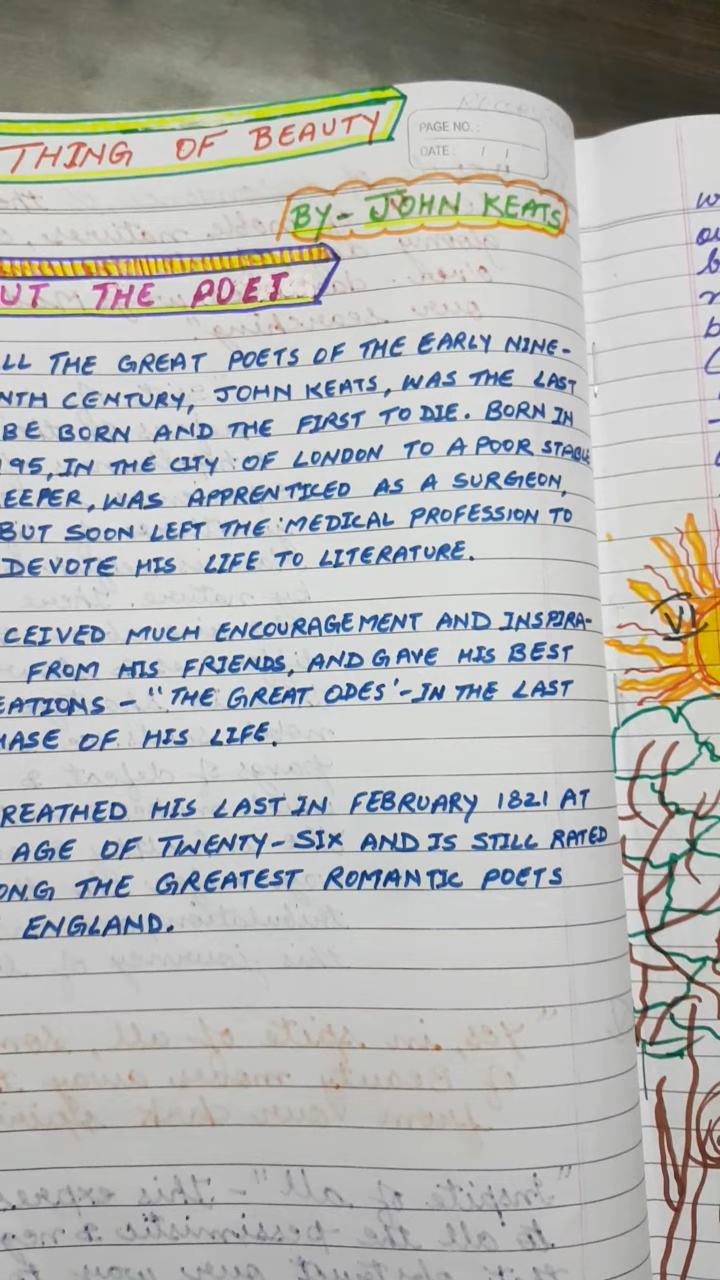 THING OF BEAUTY
PAGE NO. :
DATE : / /
BY- JOHN KEATS
UT THE POET
LL THE GREAT POETS OF THE EARLY NINE-
NTH CENTURY, JOHN KEATS, WAS THE LAST
BE BORN AND THE FIRST TO DIE. BORN IN
95, IN THE CITY OF LONDON TO A POOR STABLE
EEPER, WAS APPRENTICED AS A SURGEON,
BUT SOON LEFT THE MEDICAL PROFESSION TO
DEVOTE HIS LIFE TO LITERATURE.
CEIVED MUCH ENCOURAGEMENT AND INSPIRA-
FROM HIS FRIENDS, AND GAVE HIS BEST
EATIONS - "THE GREAT ODES'-IN THE LAST
HASE OF HIS LIFE.
REATHED HIS LAST IN FEBRUARY 1821 AT
AGE OF TWENTY-SIX AND IS STILL RATED
ONG THE GREATEST ROMANTIC POETS
ENGLAND.